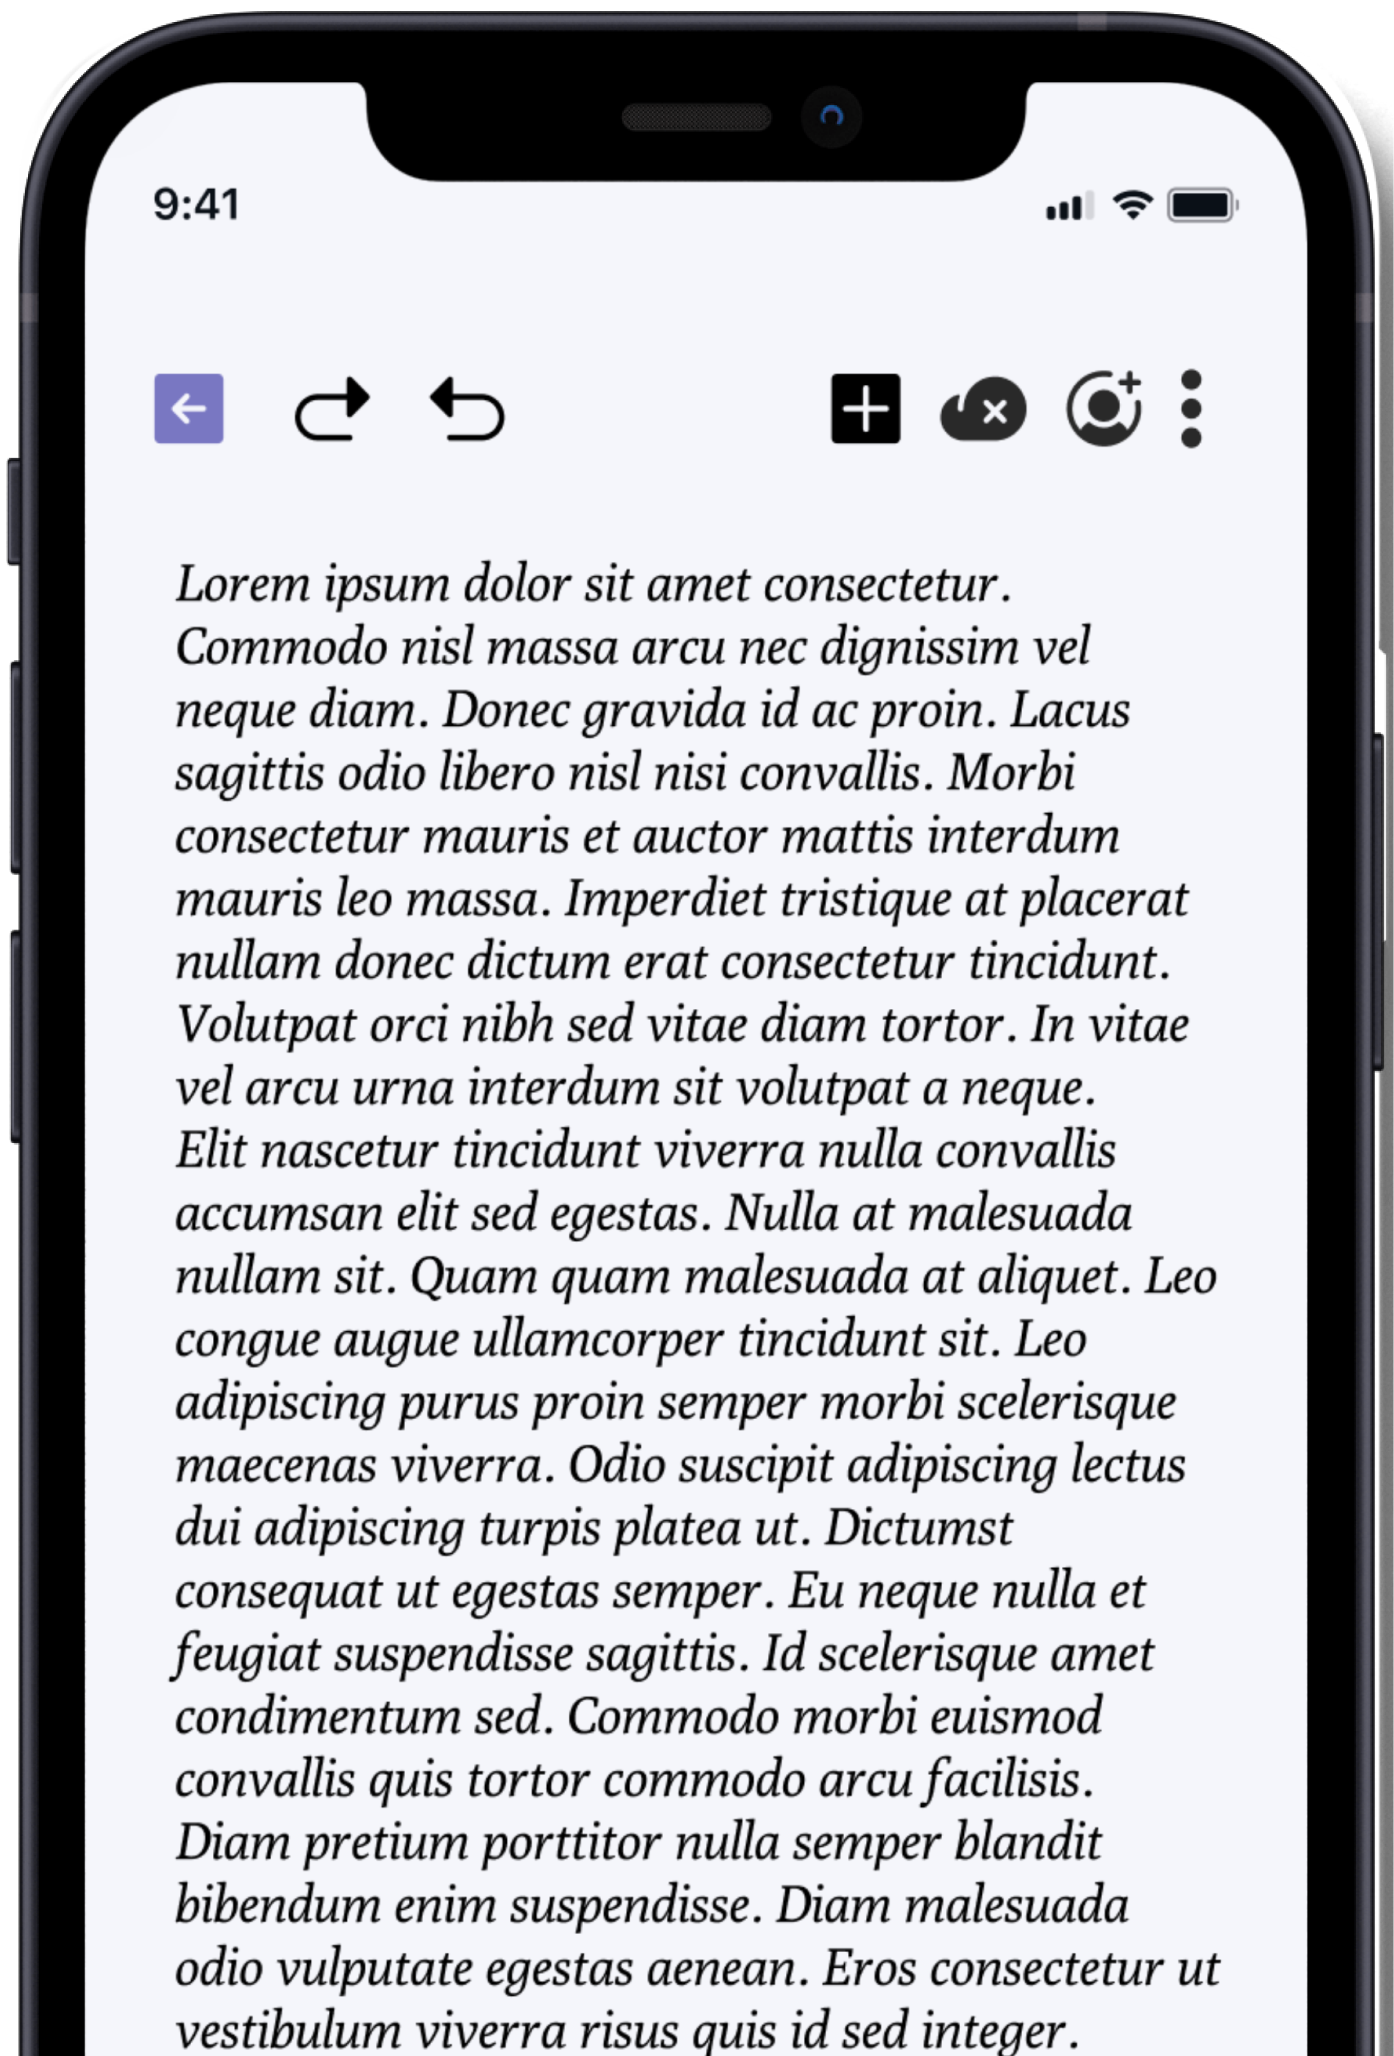 9:41
Lorem ipsum dolor sit amet consectetur.
Commodo nisl massa arcu nec dignissim vel
neque diam. Donec gravida id ac proin. Lacus
sagittis odio libero nisl nisi convallis. Morbi
consectetur mauris et auctor mattis interdum
mauris leo massa. Imperdiet tristique at placerat
nullam donec dictum erat consectetur tincidunt.
Volutpat orci nibh sed vitae diam tortor. In vitae
vel arcu urna interdum sit volutpat a neque.
Elit nascetur tincidunt viverra nulla convallis
accumsan elit sed egestas. Nulla at malesuada
nullam sit. Quam quam malesuada at aliquet. Leo
congue augue ullamcorper tincidunt sit. Leo
adipiscing purus proin semper morbi scelerisque
maecenas viverra. Odio suscipit adipiscing lectus
dui adipiscing turpis platea ut. Dictumst
consequat ut egestas semper. Eu neque nulla et
feugiat suspendisse sagittis. Id scelerisque amet
condimentum sed. Commodo morbi euismod
convallis quis tortor commodo arcu facilisis.
Diam pretium porttitor nulla semper blandit
bibendum enim suspendisse. Diam malesuada
odio vulputate egestas aenean. Eros consectetur ut
vestibulum viverra risus quis id sed integer.